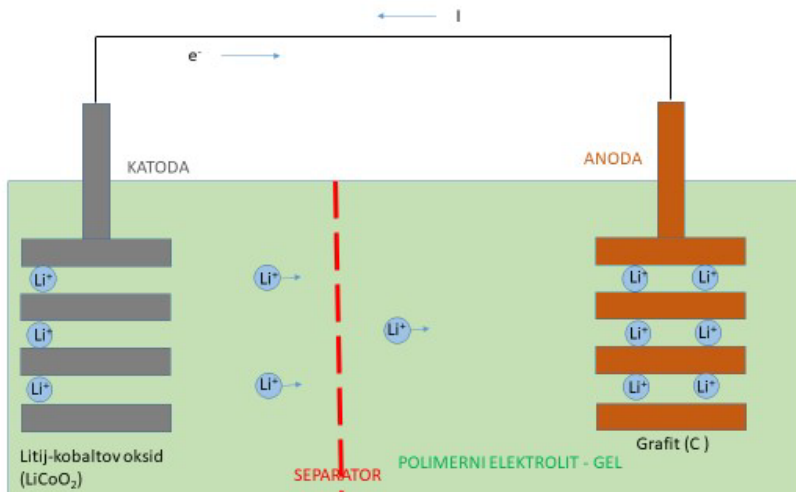 I
e-
KATODA
ANODA
Li+
Li+
Li+
Li+
Li+
Li+
Li+
Li+
Li+
Li+
Li+
Li+
Litij-kobaltov oksid
(LiCoO2)
SEPARATOR
POLIMERNI ELEKTROLIT - GEL
Grafit (C )